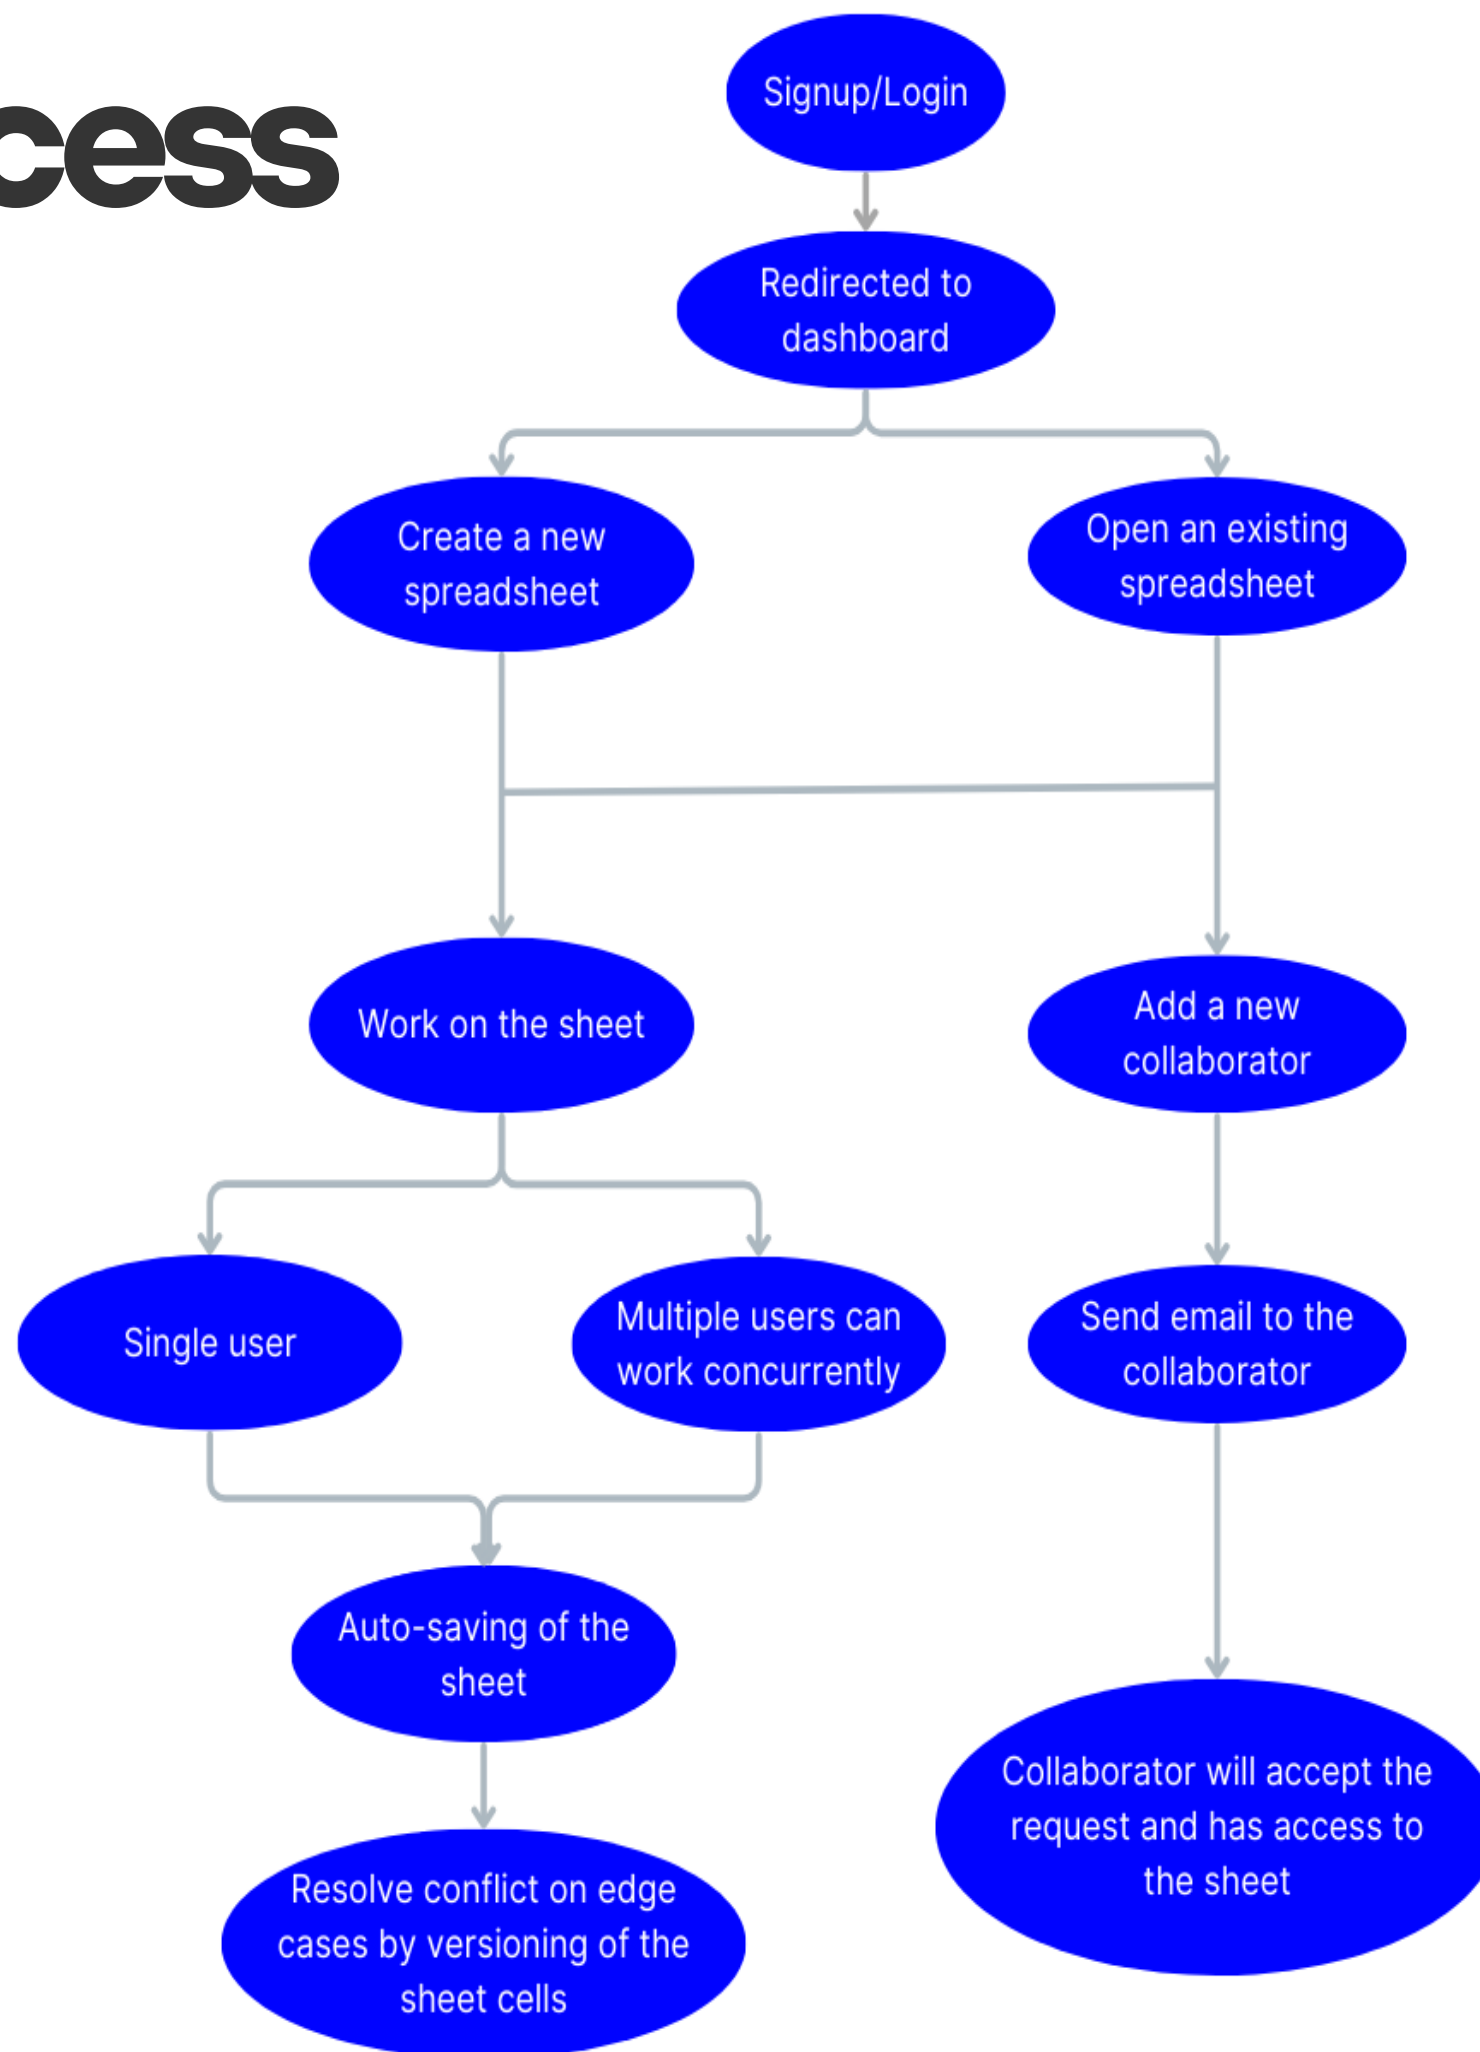 cess
Signup/Login
Redirected to
dashboard
Create a new
spreadsheet
Open an existing
spreadsheet
Work on the sheet
Add a new
collaborator
Single user
Multiple users can
work concurrently
Send email to the
collaborator
Auto-saving of the
sheet
Collaborator will accept the
request and has access to
the sheet
Resolve conflict on edge
cases by versioning of the
sheet cells